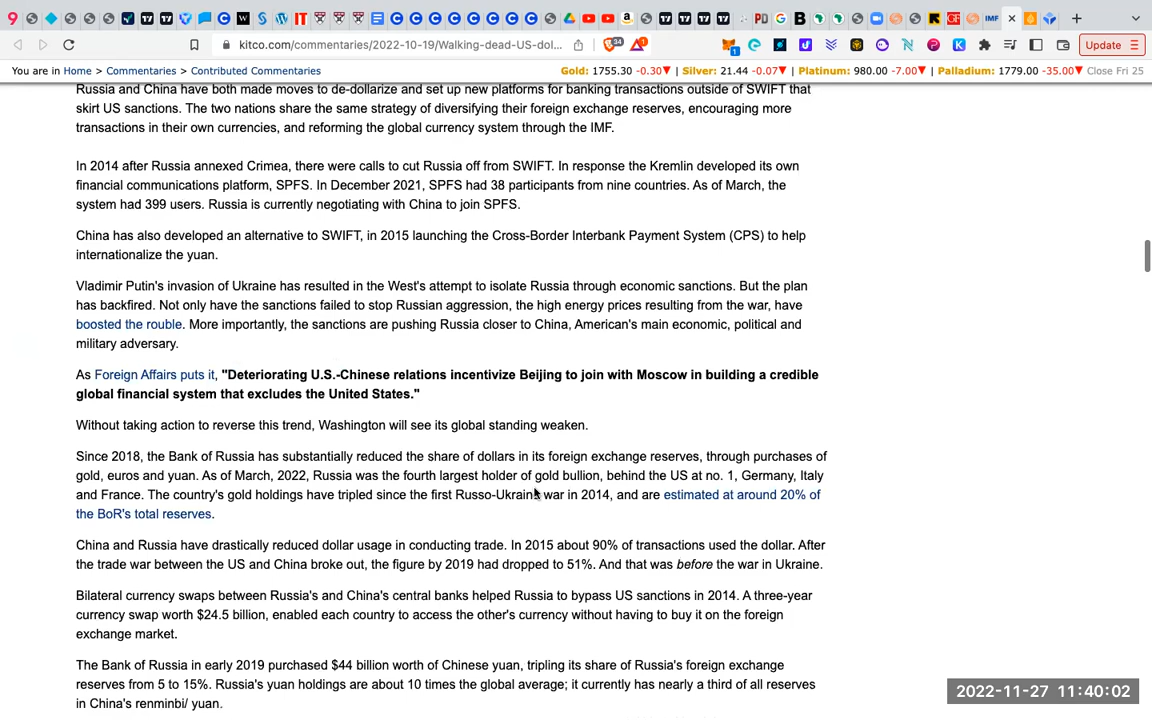 kitco.com/commentaries/2022-10-19/Walking-dead-US-dol...
Update
You are in Home > Commentaries > Contributed Commentaries
Gold: 1755.30 -0.30▼ | Silver: 21.44 -0.07▼ | Platinum: 980.00 -7.00▼ | Palladium: 1779.00 -35.00▼ Close Fri 25
Russia and China have both made moves to de-dollarize and set up new platforms for banking transactions outside of SWIFT that
skirt US sanctions. The two nations share the same strategy of diversifying their foreign exchange reserves, encouraging more
transactions in their own currencies, and reforming the global currency system through the IMF.
In 2014 after Russia annexed Crimea, there were calls to cut Russia off from SWIFT. In response the Kremlin developed its own
financial communications platform, SPFS. In December 2021, SPFS had 38 participants from nine countries. As of March, the
system had 399 users. Russia is currently negotiating with China to join SPFS.
China has also developed an alternative to SWIFT, in 2015 launching the Cross-Border Interbank Payment System (CPS) to help
internationalize the yuan.
Vladimir Putin's invasion of Ukraine has resulted in the West's attempt to isolate Russia through economic sanctions. But the plan
has backfired. Not only have the sanctions failed to stop Russian aggression, the high energy prices resulting from the war, have
boosted the rouble. More importantly, the sanctions are pushing Russia closer to China, American's main economic, political and
military adversary.
As Foreign Affairs puts it, "Deteriorating U.S.-Chinese relations incentivize Beijing to join with Moscow in building a credible
global financial system that excludes the United States."
Without taking action to reverse this trend, Washington will see its global standing weaken.
Since 2018, the Bank of Russia has substantially reduced the share of dollars in its foreign exchange reserves, through purchases of
gold, euros and yuan. As of March, 2022, Russia was the fourth largest holder of gold bullion, behind the US at no. 1, Germany, Italy
and France. The country's gold holdings have tripled since the first Russo-Ukraine war in 2014, and are estimated at around 20% of
the BoR's total reserves.
China and Russia have drastically reduced dollar usage in conducting trade. In 2015 about 90% of transactions used the dollar. After
the trade war between the US and China broke out, the figure by 2019 had dropped to 51%. And that was before the war in Ukraine.
Bilateral currency swaps between Russia's and China's central banks helped Russia to bypass US sanctions in 2014. A three-year
currency swap worth $24.5 billion, enabled each country to access the other's currency without having to buy it on the foreign
exchange market.
The Bank of Russia in early 2019 purchased $44 billion worth of Chinese yuan, tripling its share of Russia's foreign exchange
reserves from 5 to 15%. Russia's yuan holdings are about 10 times the global average; it currently has nearly a third of all reserves
in China's renminbi/ yuan.
2022-11-27 11:40:02